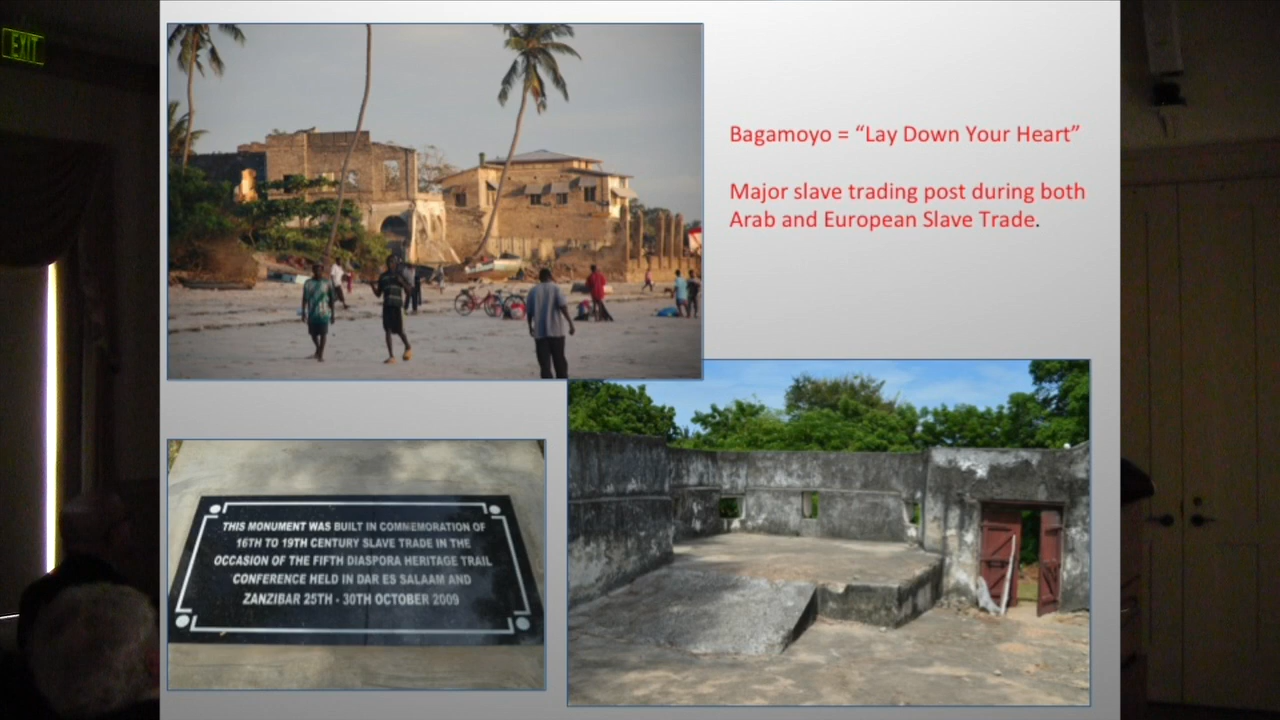 EXIT
Bagamoyo = “Lay Down Your Heart”
Major slave trading post during both
Arab and European Slave Trade.
THIS MONUMENT WAS BUILT IN COMMEMORATION OF
16TH TO 19TH CENTURY SLAVE TRADE IN THE
OCCASION OF THE FIFTH DIASPORA HERITAGE TRAIL
CONFERENCE HELD IN DAR ES SALAAM AND
ZANZIBAR 25TH - 30TH OCTOBER 2009